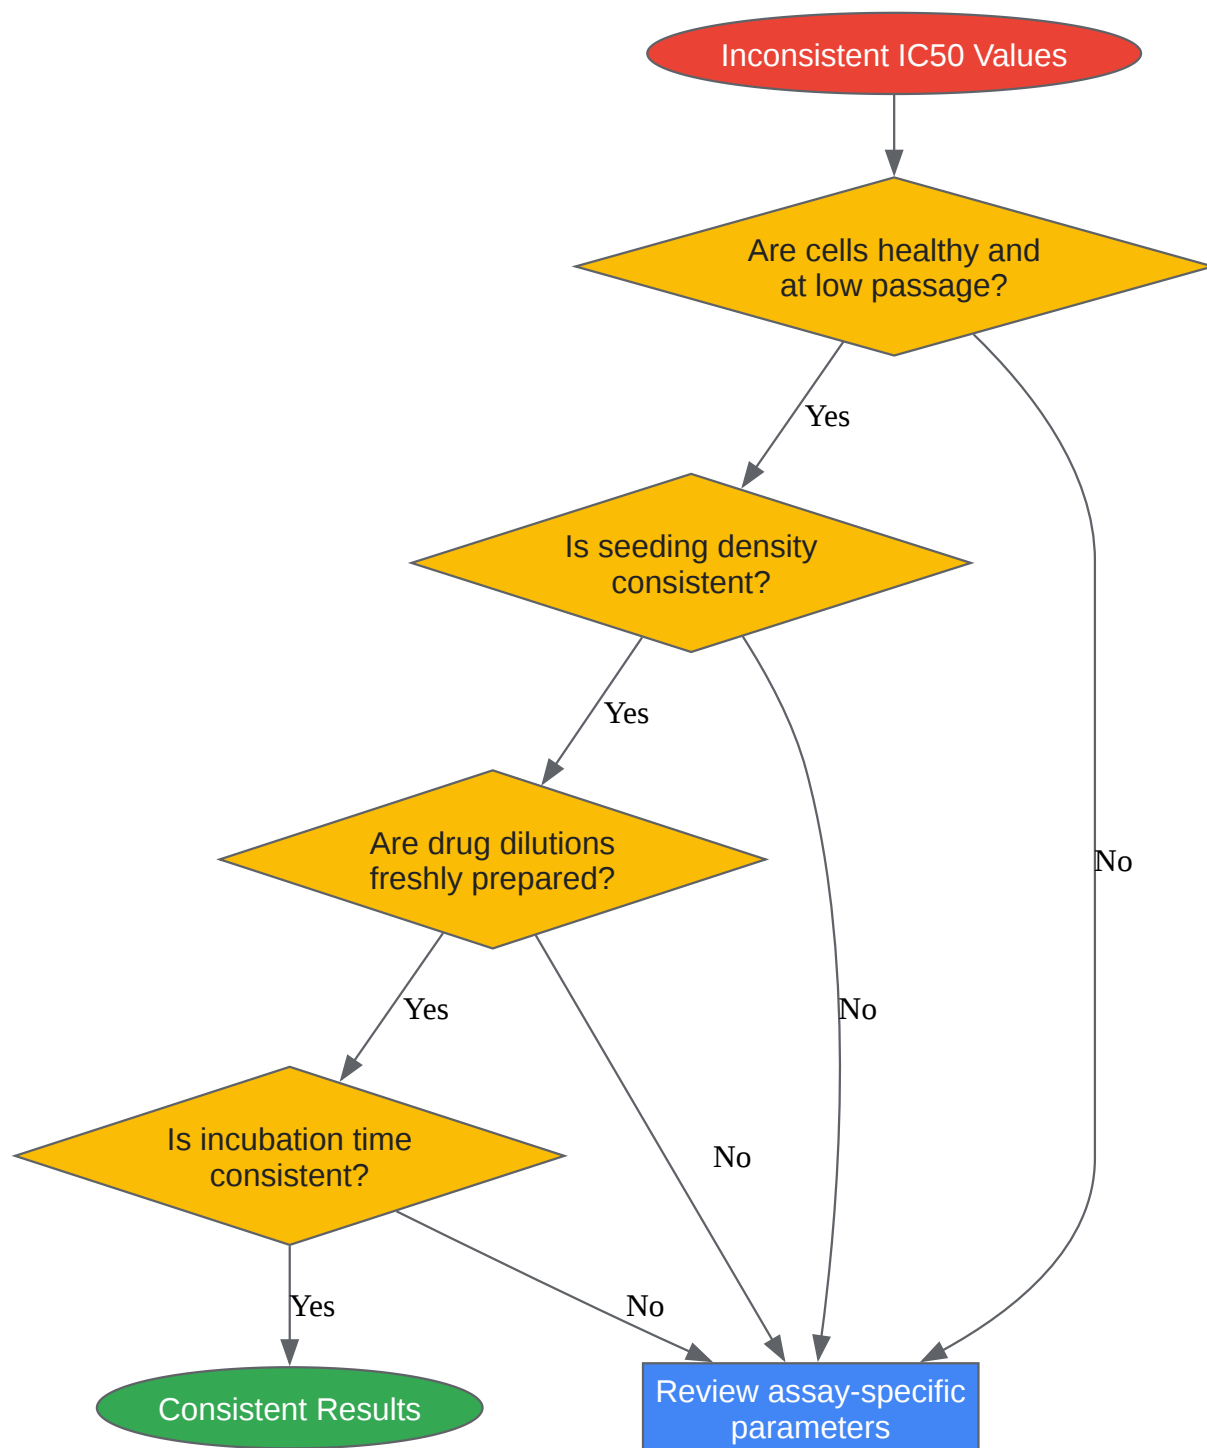 Inconsistent IC50 Values
Are cells healthy and
at low passage?
Yes
Is seeding density
consistent?
Yes
Are drug dilutions
freshly prepared?
No
Yes
No
Is incubation time
consistent?
No
Yes
No
Consistent Results
Review assay-specific
parameters